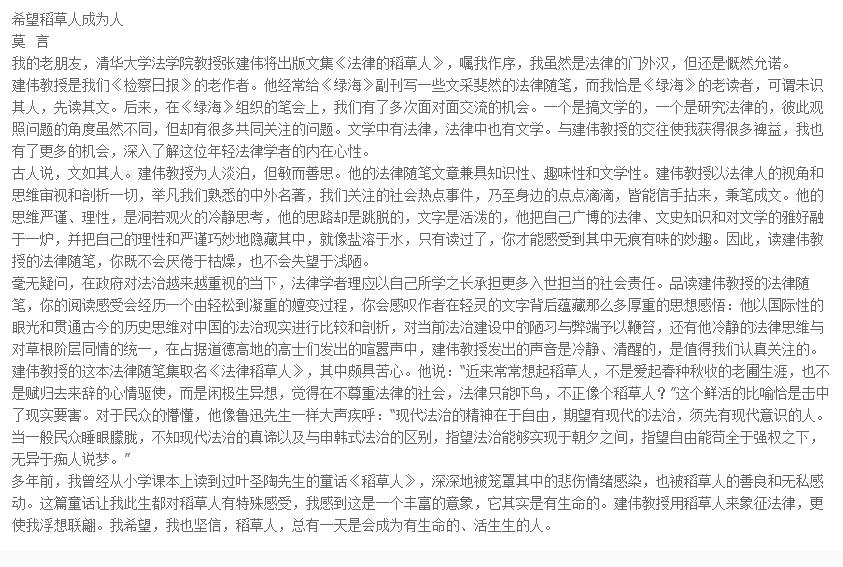 希望稻草人成为人
莫 言
我的老朋友，清华大学法学院教授张建伟将出版文集《法律的稻草人》，嘱我作序，我虽然是法律的门外汉，但还是慨然允诺。
建伟教授是我们《检察日报》的老作者。他经常给《绿海》副刊写一些文采斐然的法律随笔，而我恰是《绿海》的老读者，可谓未识
其人，先读其文。后来，在《绿海》组织的笔会上，我们有了多次面对面交流的机会。一个是搞文学的，一个是研究法律的，彼此观
照问题的角度虽然不同，但却有很多共同关注的问题。文学中有法律，法律中也有文学。与建伟教授的交往使我获得很多裨益，我也
有了更多的机会，深入了解这位年轻法律学者的内在心性。
古人说，文如其人。建伟教授为人淡泊，但敏而善思。他的法律随笔文章兼具知识性、趣味性和文学性。建伟教授以法律人的视角和
思维审视和剖析一切，举凡我们熟悉的中外名著，我们关注的社会热点事件，乃至身边的点点滴滴，皆能信手拈来，秉笔成文。他的
思维严谨、理性，是洞若观火的冷静思考，他的思路却是跳脱的，文字是活泼的，他把自己广博的法律、文史知识和对文学的雅好融
于一炉，并把自己的理性和严谨巧妙地隐藏其中，就像盐溶于水，只有读过了，你才能感受到其中无痕有味的妙趣。因此，读建伟教
授的法律随笔，你既不会厌倦于枯燥，也不会失望于浅陋。
毫无疑问，在政府对法治越来越重视的当下，法律学者理应以自己所学之长承担更多入世担当的社会责任。品读建伟教授的法律随
笔，你的阅读感受会经历一个由轻松到凝重的嬗变过程，你会感叹作者在轻灵的文字背后蕴藏那么多厚重的思想感悟：他以国际性的
眼光和贯通古今的历史思维对中国的法治现实进行比较和剖析，对当前法治建设中的陋习与弊端予以鞭笞，还有他冷静的法律思维与
对草根阶层同情的统一，在占据道德高地的高士们发出的喧嚣声中，建伟教授发出的声音是冷静、清醒的，是值得我们认真关注的。
建伟教授的这本法律随笔集取名《法律稻草人》，其中颇具苦心。他说：“近来常常想起稻草人，不是爱起春种秋收的老圃生涯，也不
是赋归去来辞的心情驱使，而是闲极生异想，觉得在不尊重法律的社会，法律只能吓鸟，不正像个稻草人？”这个鲜活的比喻恰是击中
了现实要害。对于民众的懵懂，他像鲁迅先生一样大声疾呼：“现代法治的精神在于自由，期望有现代的法治，须先有现代意识的人。
当一般民众睡眼朦胧，不知现代法治的真谛以及与申韩式法治的区别，指望法治能够实现于朝夕之间，指望自由能苟全于强权之下，
无异于痴人说梦。”
多年前，我曾经从小学课本上读到过叶圣陶先生的童话《稻草人》，深深地被笼罩其中的悲伤情绪感染，也被稻草人的善良和无私感
动。这篇童话让我此生都对稻草人有特殊感受，我感到这是一个丰富的意象，它其实是有生命的。建伟教授用稻草人来象征法律，更
使我浮想联翩。我希望，我也坚信，稻草人，总有一天是会成为有生命的、活生生的人。